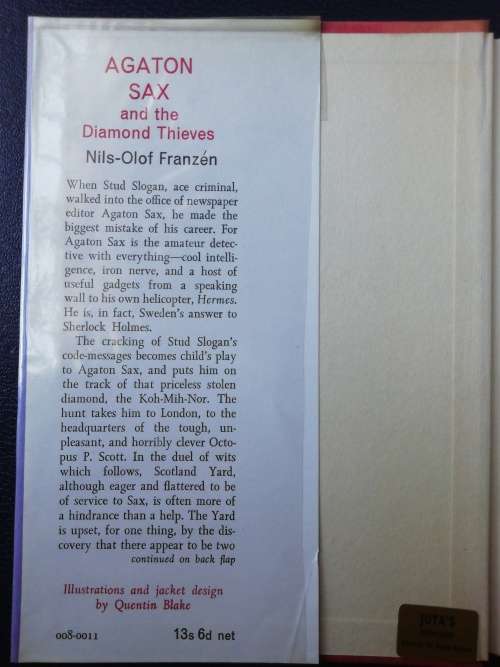 AGATON
SAX
and the
Diamond Thieves
Nils-Olof Franzén
When Stud Slogan, ace criminal,
walked into the office of newspaper
editor Agaton Sax, he made the
biggest mistake of his career. For
Agaton Sax is the amateur detec-
tive with everything—cool intelli-
gence, iron nerve, and a host of
useful gadgets from a speaking
wall to his own helicopter, Hermes.
He is, in fact, Sweden's answer to
Sherlock Holmes.
The cracking of Stud Slogan's
code-messages becomes child's play
to Agaton Sax, and puts him on
the track of that priceless stolen
diamond, the Koh-Mih-Nor. The
hunt takes him to London, to the
headquarters of the tough, un-
pleasant, and horribly clever Octo-
pus P. Scott. In the duel of wits
which follows, Scotland Yard,
although eager and flattered to be
of service to Sax, is often more of
a hindrance than a help. The Yard
is upset, for one thing, by the dis-
covery that there appear to be two
continued on back flap
Illustrations and jacket design
by Quentin Blake
008-0011 13s 6d net
JUTA'S